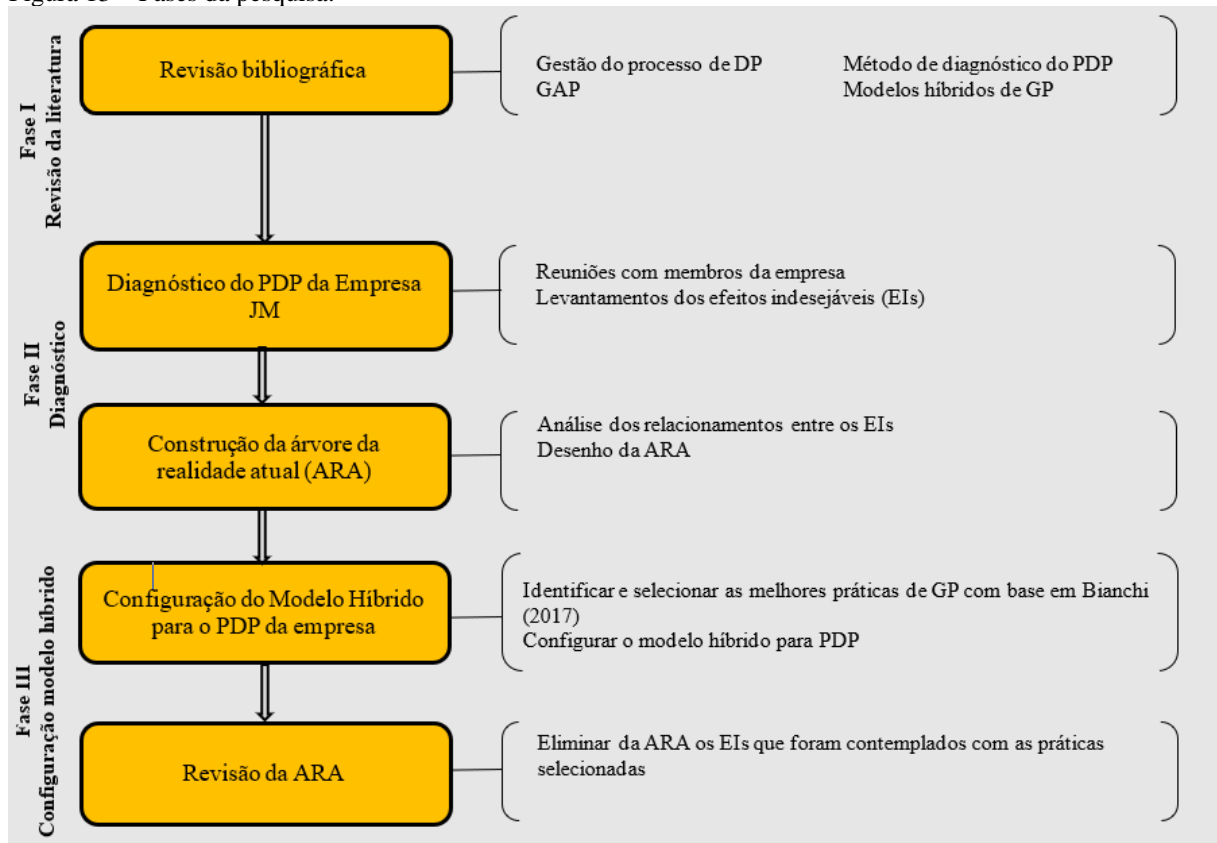 Figura 13 – Fases da pesquisa.
Fase I
Revisão da literatura
Revisão bibliográfica
Gestão do processo de DP
GAP
Método de diagnóstico do PDP
Modelos híbridos de GP
Fase II
Diagnóstico
Diagnóstico do PDP da Empresa
JM
Reuniões com membros da empresa
Levantamentos dos efeitos indesejáveis (EIs)
Construção da árvore da
realidade atual (ARA)
Análise dos relacionamentos entre os EIs
Desenho da ARA
Fase III
Configuração modelo híbrido
Configuração do Modelo Híbrido
para o PDP da empresa
Identificar e selecionar as melhores práticas de GP com base em Bianchi
(2017)
Configurar o modelo híbrido para PDP
Revisão da ARA
Eliminar da ARA os EIs que foram contemplados com as práticas
selecionadas